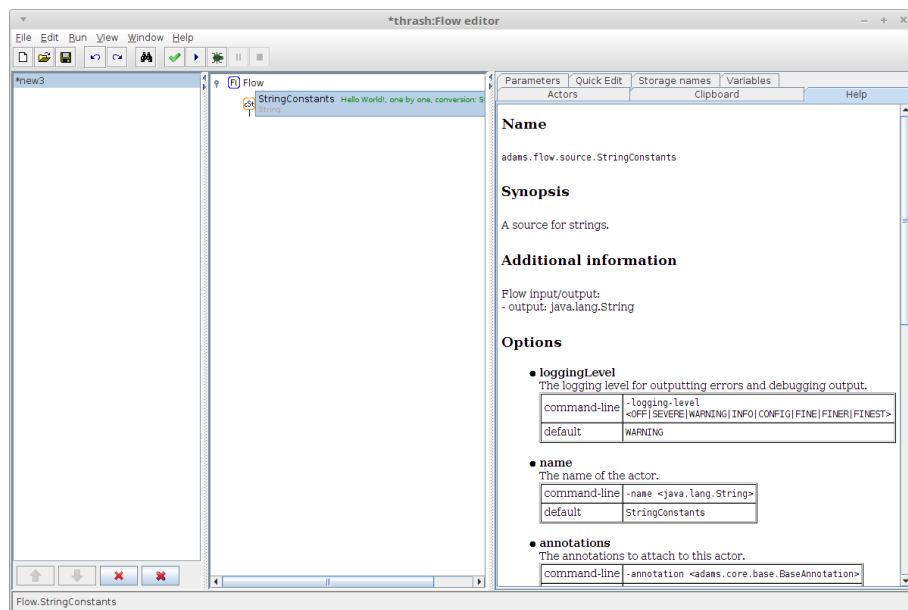 *thrash:Flow editor
File Edit Run View Window Help
*new3
Flow
StringConstants Hello World!, one by one, conversion: S
String
Parameters Quick Edit Storage names Variables
Actors Clipboard Help
Name
adams.flow.source.StringConstants
Synopsis
A source for strings.
Additional information
Flow input/output:
- output: java.lang.String
Options
● loggingLevel
The logging level for outputting errors and debugging output.
command-line -logging-level
<OFF|SEVERE|WARNING|INFO|CONFIG|FINE|FINER|FINEST>
default WARNING
● name
The name of the actor.
command-line -name <java.lang.String>
default StringConstants
● annotations
The annotations to attach to this actor.
command-line -annotation <adams.core.base.BaseAnnotation>
Flow.StringConstants